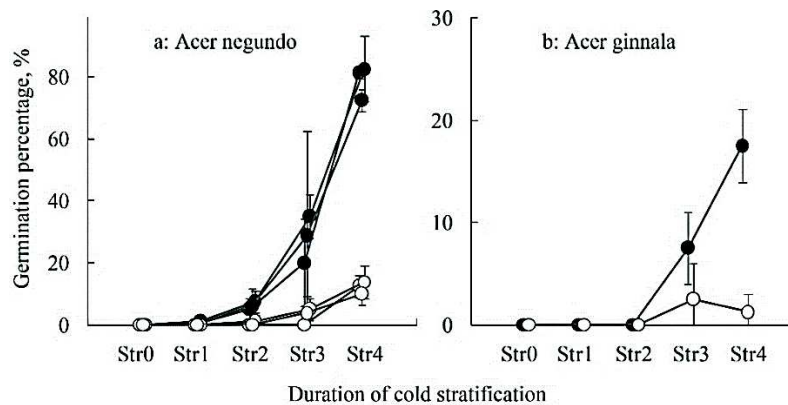 a: Acer negundo
b: Acer ginnala
Germination percentage, %
80
60
40
20
0
30
20
10
0
Str0 Str1 Str2 Str3 Str4
Str0 Str1 Str2 Str3 Str4
Duration of cold stratification